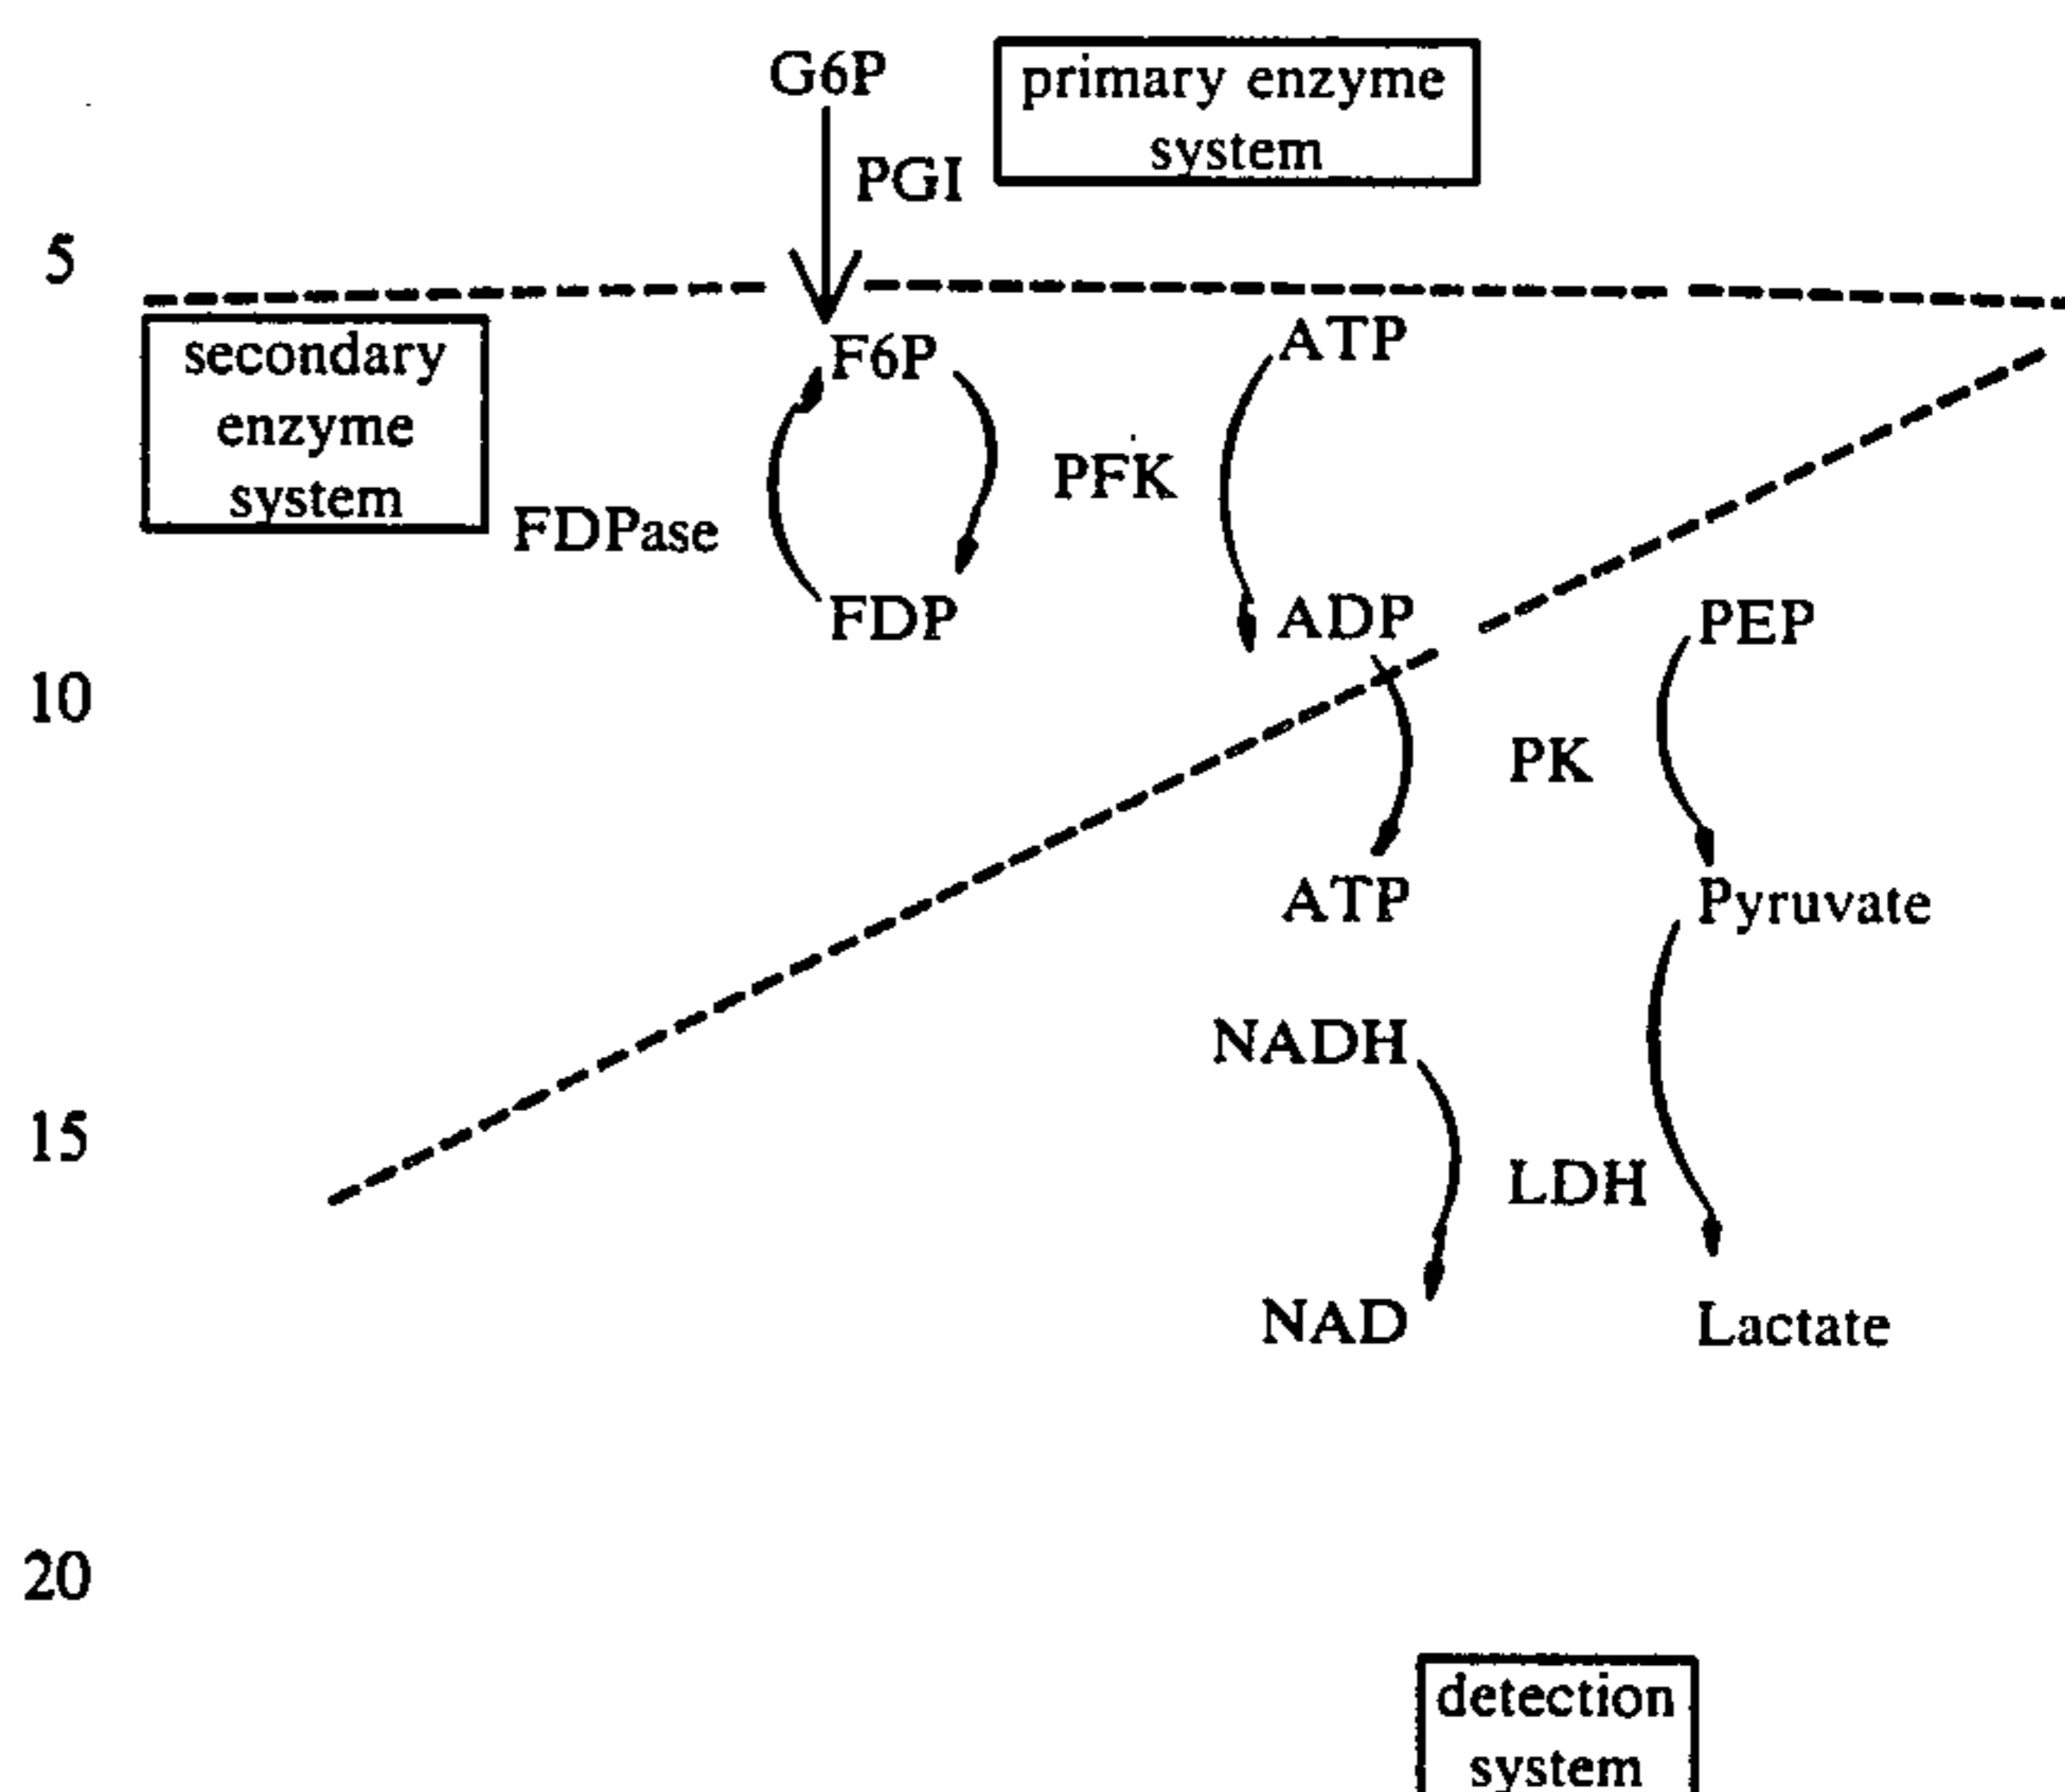 G6P
primary enzyme
system
PGI
5
secondary
enzyme
system
F6P
ATP
PFK
FDPase
FDP
ADP
PEP
10
PK
ATP
Pyruvate
NADH
15
LDH
NAD
Lactate
20
detection
system